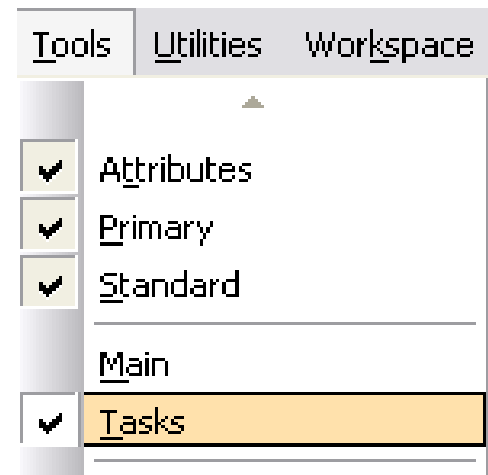 Tools Utilities Workspace
Attributes
Primary
Standard
Main
Tasks